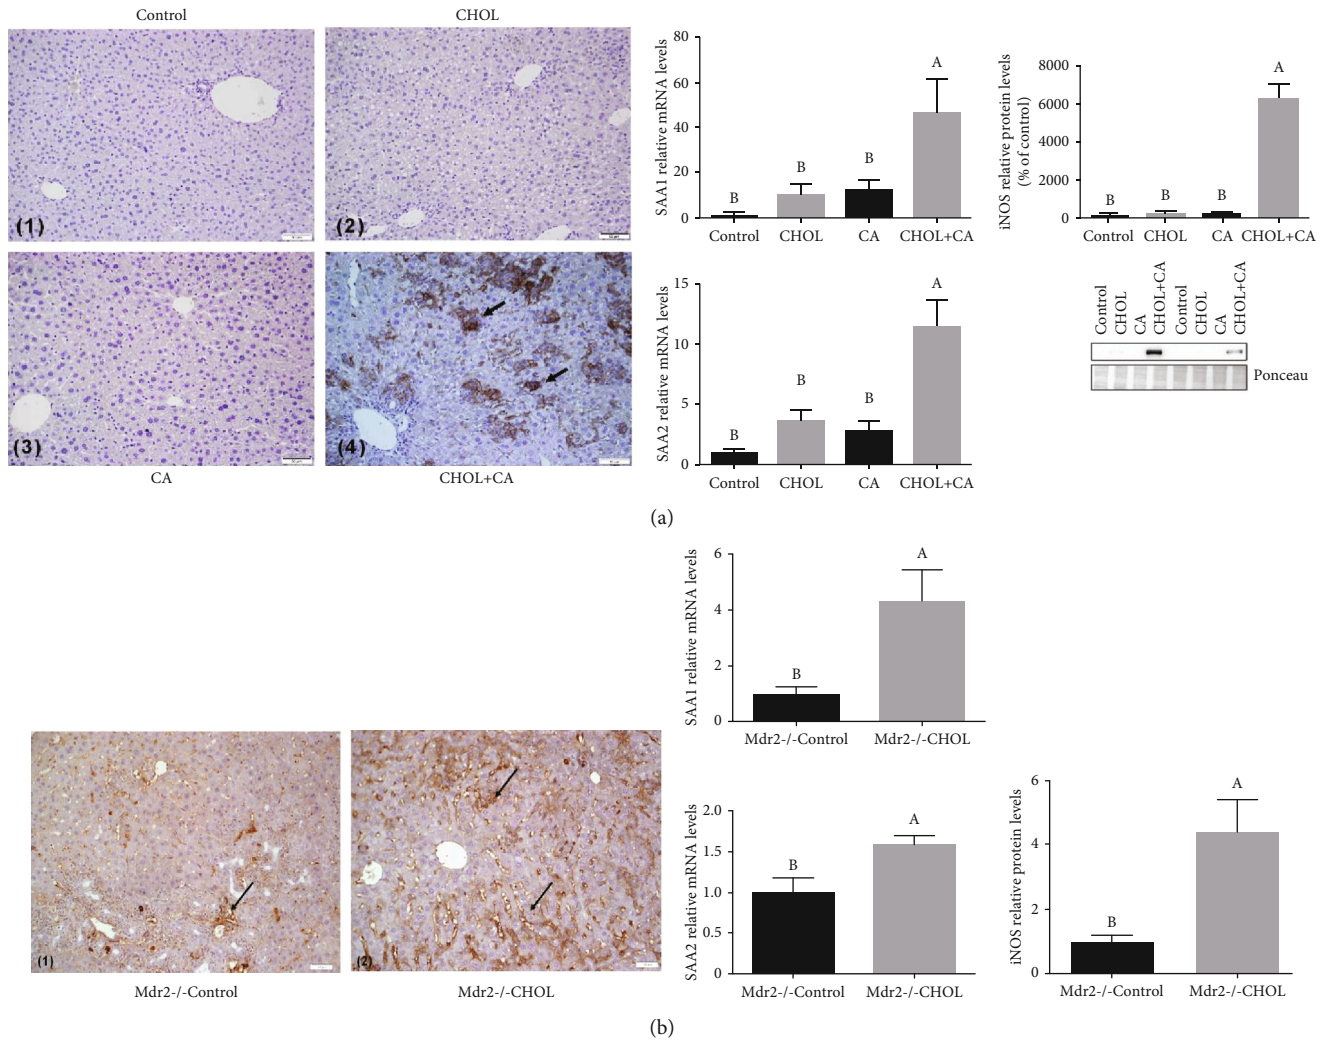 Control
CHOL
(1)
(2)
(3)
(4)
CA
CHOL+CA
SAA1 relative mRNA levels
80
60
40
20
0
B
B
B
A
Control CHOL CA CHOL+CA
SAA2 relative mRNA levels
15
10
5
0
B
B
B
A
Control CHOL CA CHOL+CA
iNOS relative protein levels
(% of control)
8000
6000
4000
2000
0
B
B
B
A
Control CHOL CA CHOL+CA
Control
CHOL
CA
CHOL+CA
Control
CHOL
CA
CHOL+CA
Ponceau
(a)
(1)
(2)
Mdr2-/-Control
Mdr2-/-CHOL
SAA1 relative mRNA levels
6
4
2
0
B
A
Mdr2-/-Control Mdr2-/-CHOL
SAA2 relative mRNA levels
2.0
1.5
1.0
0.5
0
B
A
Mdr2-/-Control Mdr2-/-CHOL
iNOS relative protein levels
6
4
2
0
B
A
Mdr2-/-Control Mdr2-/-CHOL
(b)